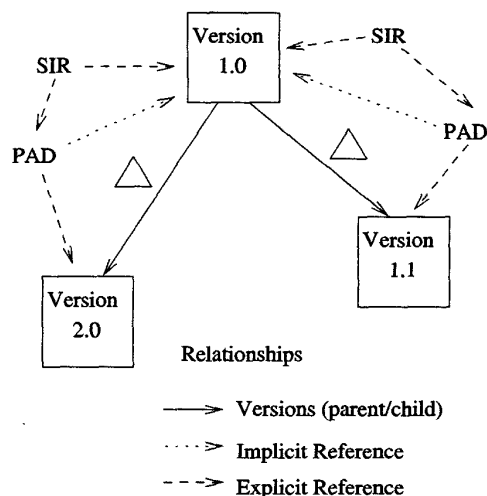 Version
1.0
SIR
SIR
PAD
PAD
Version
1.1
Version
2.0
Relationships
Versions (parent/child)
Implicit Reference
Explicit Reference